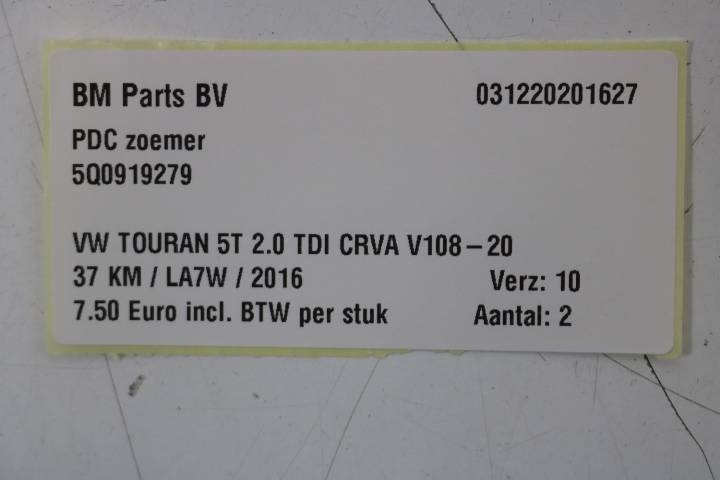 BM Parts BV 031220201627
PDC zoemer
5Q0919279
VW TOURAN 5T 2.0 TDI CRVA V108-20
37 KM / LA7W / 2016 Verz: 10
7.50 Euro incl. BTW per stuk Aantal: 2